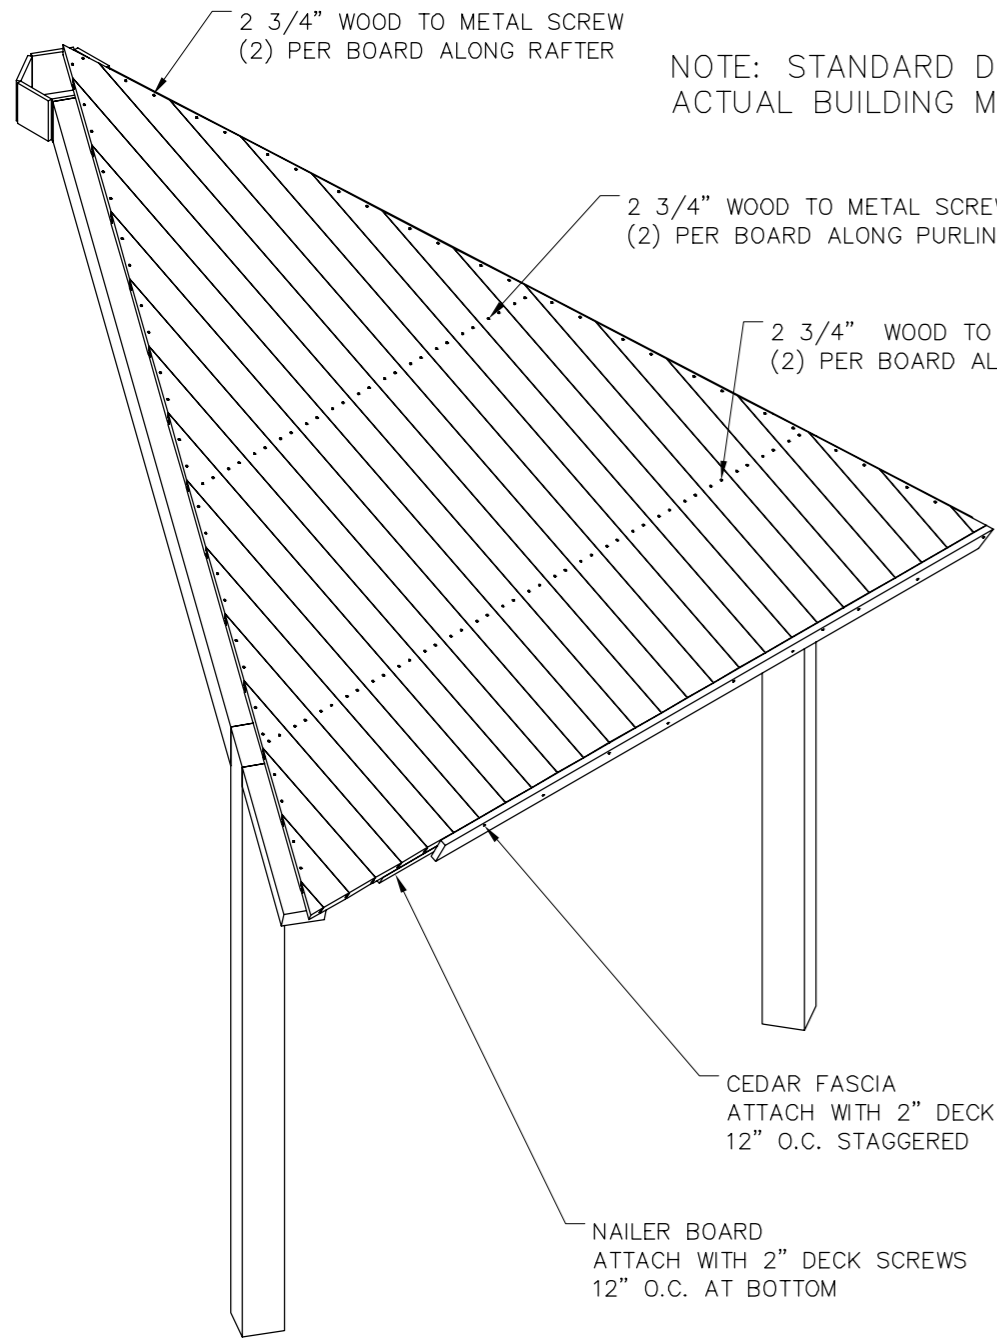 2 3/4” WOOD TO METAL SCREW
(2) PER BOARD ALONG RAFTER
NOTE: STANDARD
ACTUAL BUILDING
2 3/4” WOOD TO METAL
(2) PER BOARD ALONG PURLIN
2 3/4” WOOD TO
(2) PER BOARD
CEDAR FASCIA
ATTACH WITH 2” DECK
12” O.C. STAGGERED
NAILER BOARD
ATTACH WITH 2” DECK SCREWS
12” O.C. AT BOTTOM